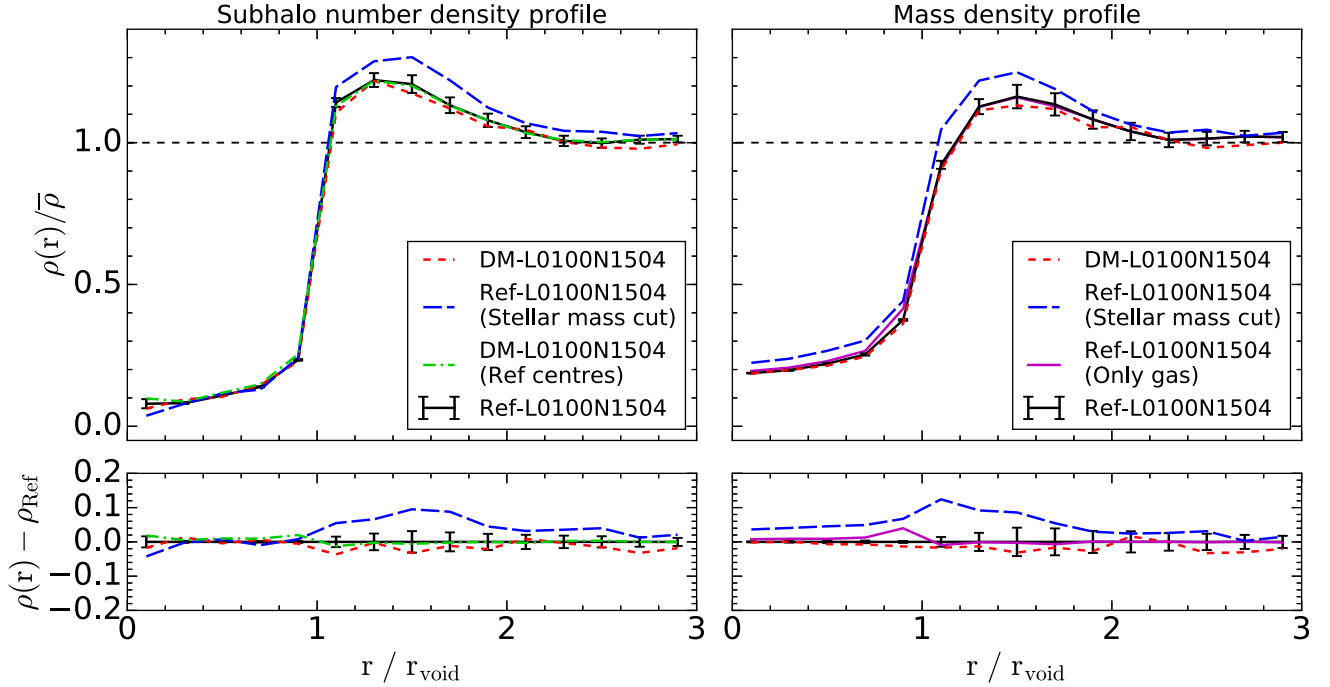 Subhalo number density profile
Mass density profile
ρ(r)/ρ̅
1.0
0.5
0.0
DM-L0100N1504
Ref-L0100N1504
(Stellar mass cut)
DM-L0100N1504
(Ref centres)
Ref-L0100N1504
DM-L0100N1504
Ref-L0100N1504
(Stellar mass cut)
Ref-L0100N1504
(Only gas)
Ref-L0100N1504
ρ(r) − ρRef
0.2
0.1
0.0
−0.1
−0.2
0 1 2 3
0 1 2 3
r / rvoid
r / rvoid